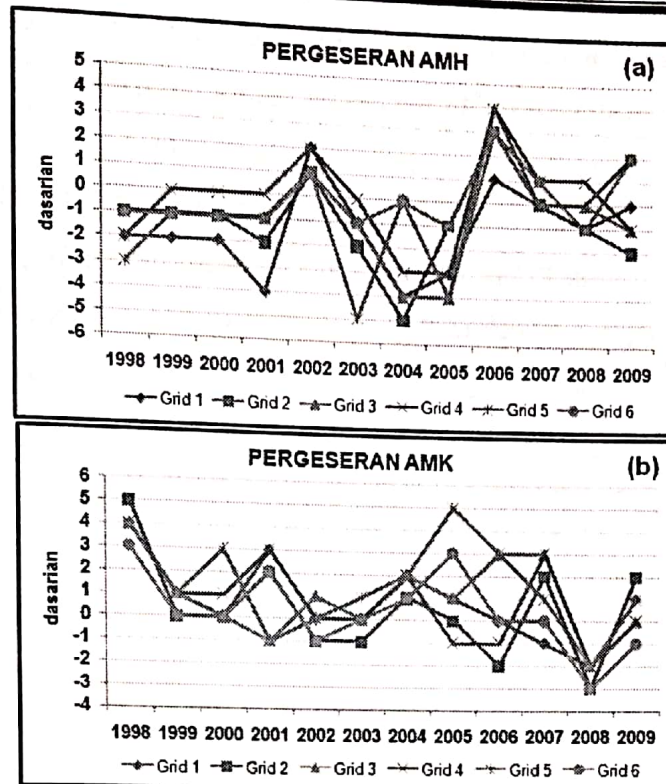 PERGESERAN AMH
(a)
dasarian
5
4
3
2
1
0
-1
-2
-3
-4
-5
-6
1998 1999 2000 2001 2002 2003 2004 2005 2006 2007 2008 2009
Grid 1 Grid 2 Grid 3 Grid 4 Grid 5 Grid 6
PERGESERAN AMK
(b)
dasarian
6
5
4
3
2
1
0
-1
-2
-3
-4
1998 1999 2000 2001 2002 2003 2004 2005 2006 2007 2008 2009
Grid 1 Grid 2 Grid 3 Grid 4 Grid 5 Grid 6